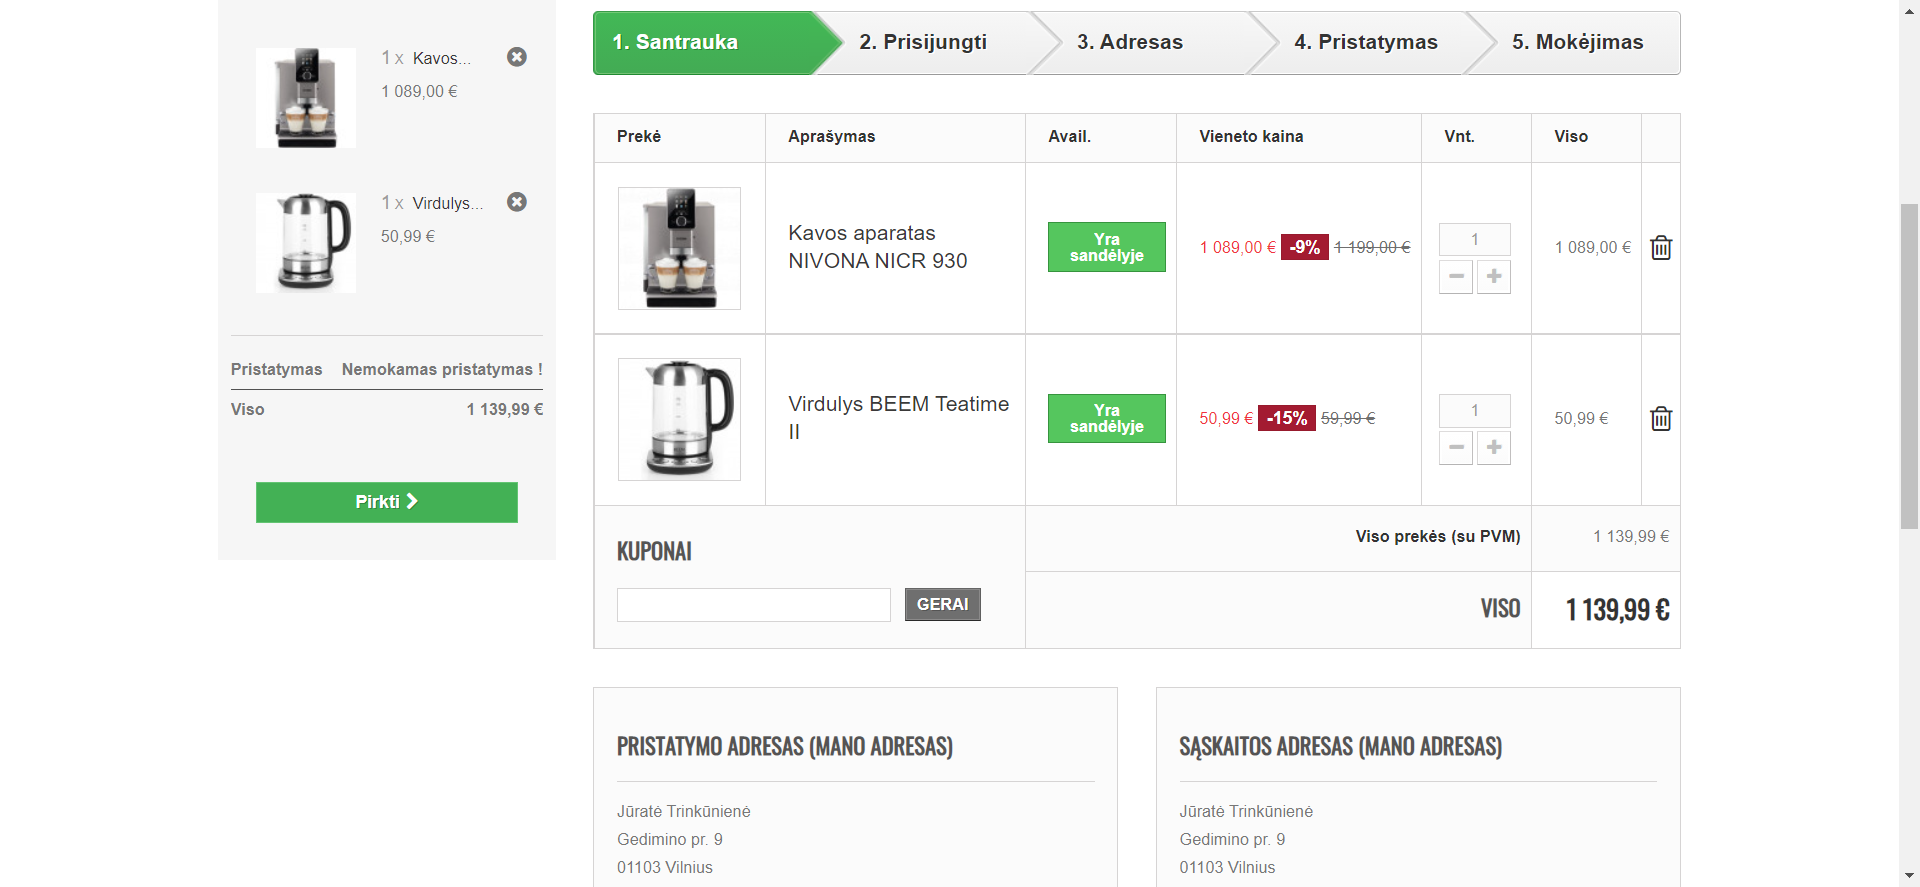 1 x Kavos...
1 089,00 €
1 x Virdulys...
50,99 €
Pristatymas Nemokamas pristatymas !
Viso 1 139,99 €
Pirkti
1. Santrauka 2. Prisijungti 3. Adresas 4. Pristatymas 5. Mokėjimas
Prekė Aprašymas Avail. Vieneto kaina Vnt. Viso
Kavos aparatas
NIVONA NICR 930
Yra
sandėlyje
1 089,00 € -9% 1 199,00 €
1
1 089,00 €
Virdulys BEEM Teatime
II
Yra
sandėlyje
50,99 € -15% 59,99 €
1
50,99 €
KUPONAI
GERAI
Viso prekės (su PVM) 1 139,99 €
VISO 1 139,99 €
PRISTATYMO ADRESAS (MANO ADRESAS)
Jūratė Trinkūnienė
Gedimino pr. 9
01103 Vilnius
SĄSKAITOS ADRESAS (MANO ADRESAS)
Jūratė Trinkūnienė
Gedimino pr. 9
01103 Vilnius